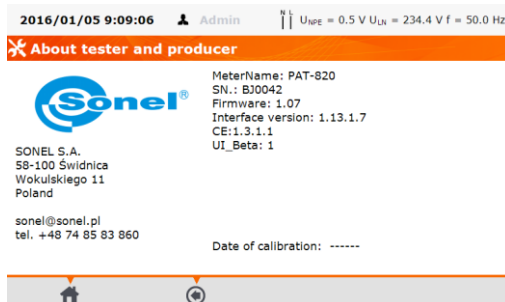 2016/01/05 9:09:06 Admin N L UNPE = 0.5 V ULN = 234.4 V f = 50.0 Hz
About tester and producer
Sonel®
MeterName: PAT-820
SN.: BJ0042
Firmware: 1.07
Interface version: 1.13.1.7
CE:1.3.1.1
UI_Beta: 1
SONEL S.A.
58-100 Świdnica
Wokulskiego 11
Poland
sonel@sonel.pl
tel. +48 74 85 83 860
Date of calibration: ------